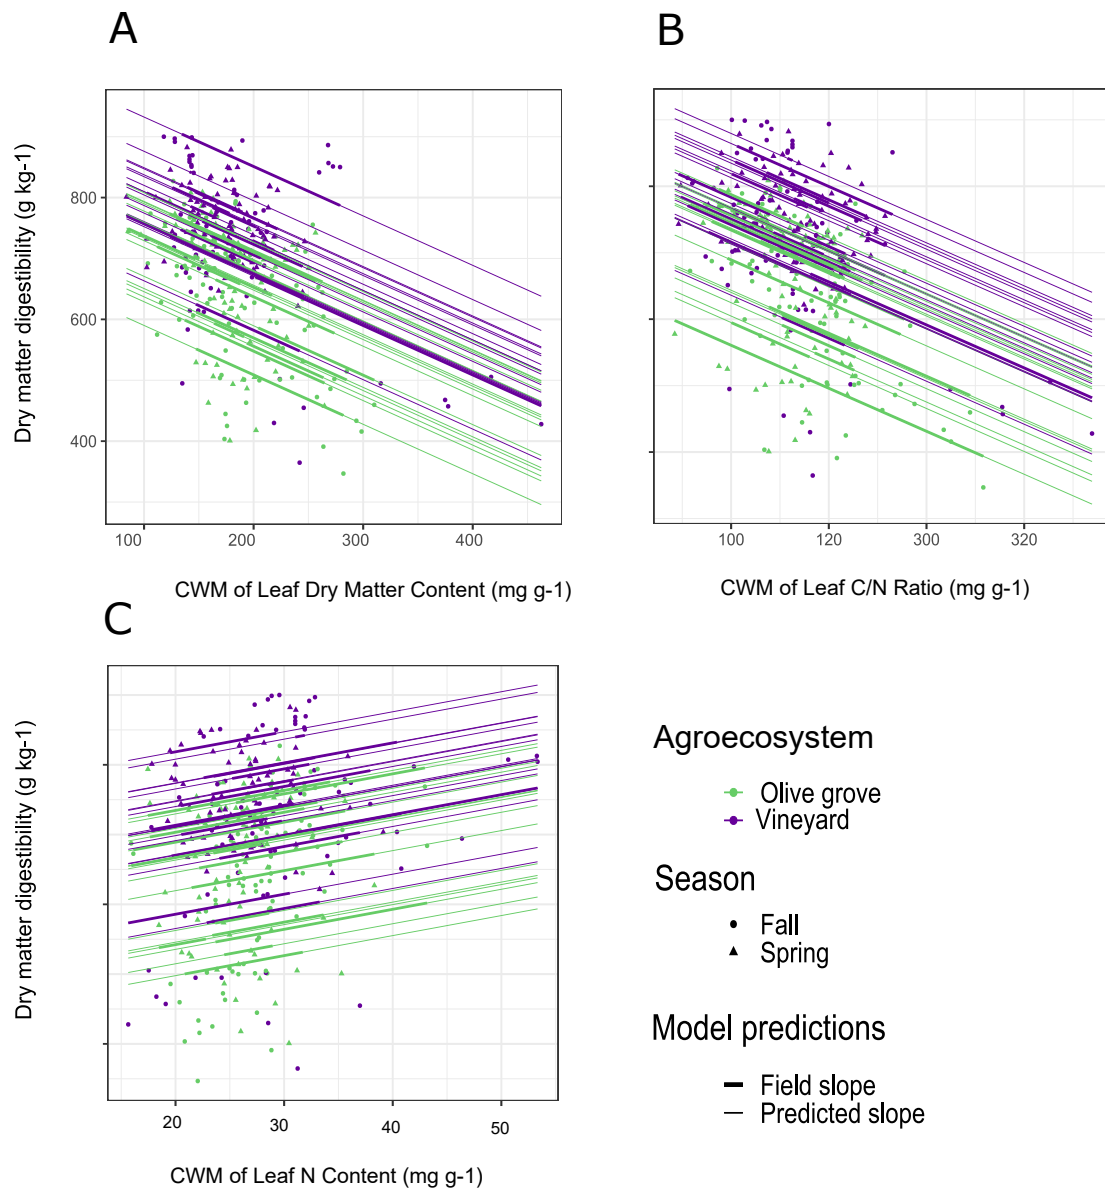 A
B
Dry matter digestibility (g kg-1)
800
600
400
100
200
300
400
CWM of Leaf Dry Matter Content (mg g-1)
100
120
300
320
CWM of Leaf C/N Ratio (mg g-1)
C
Dry matter digestibility (g kg-1)
20
30
40
50
CWM of Leaf N Content (mg g-1)
Agroecosystem
Olive grove
Vineyard
Season
Fall
Spring
Model predictions
Field slope
Predicted slope